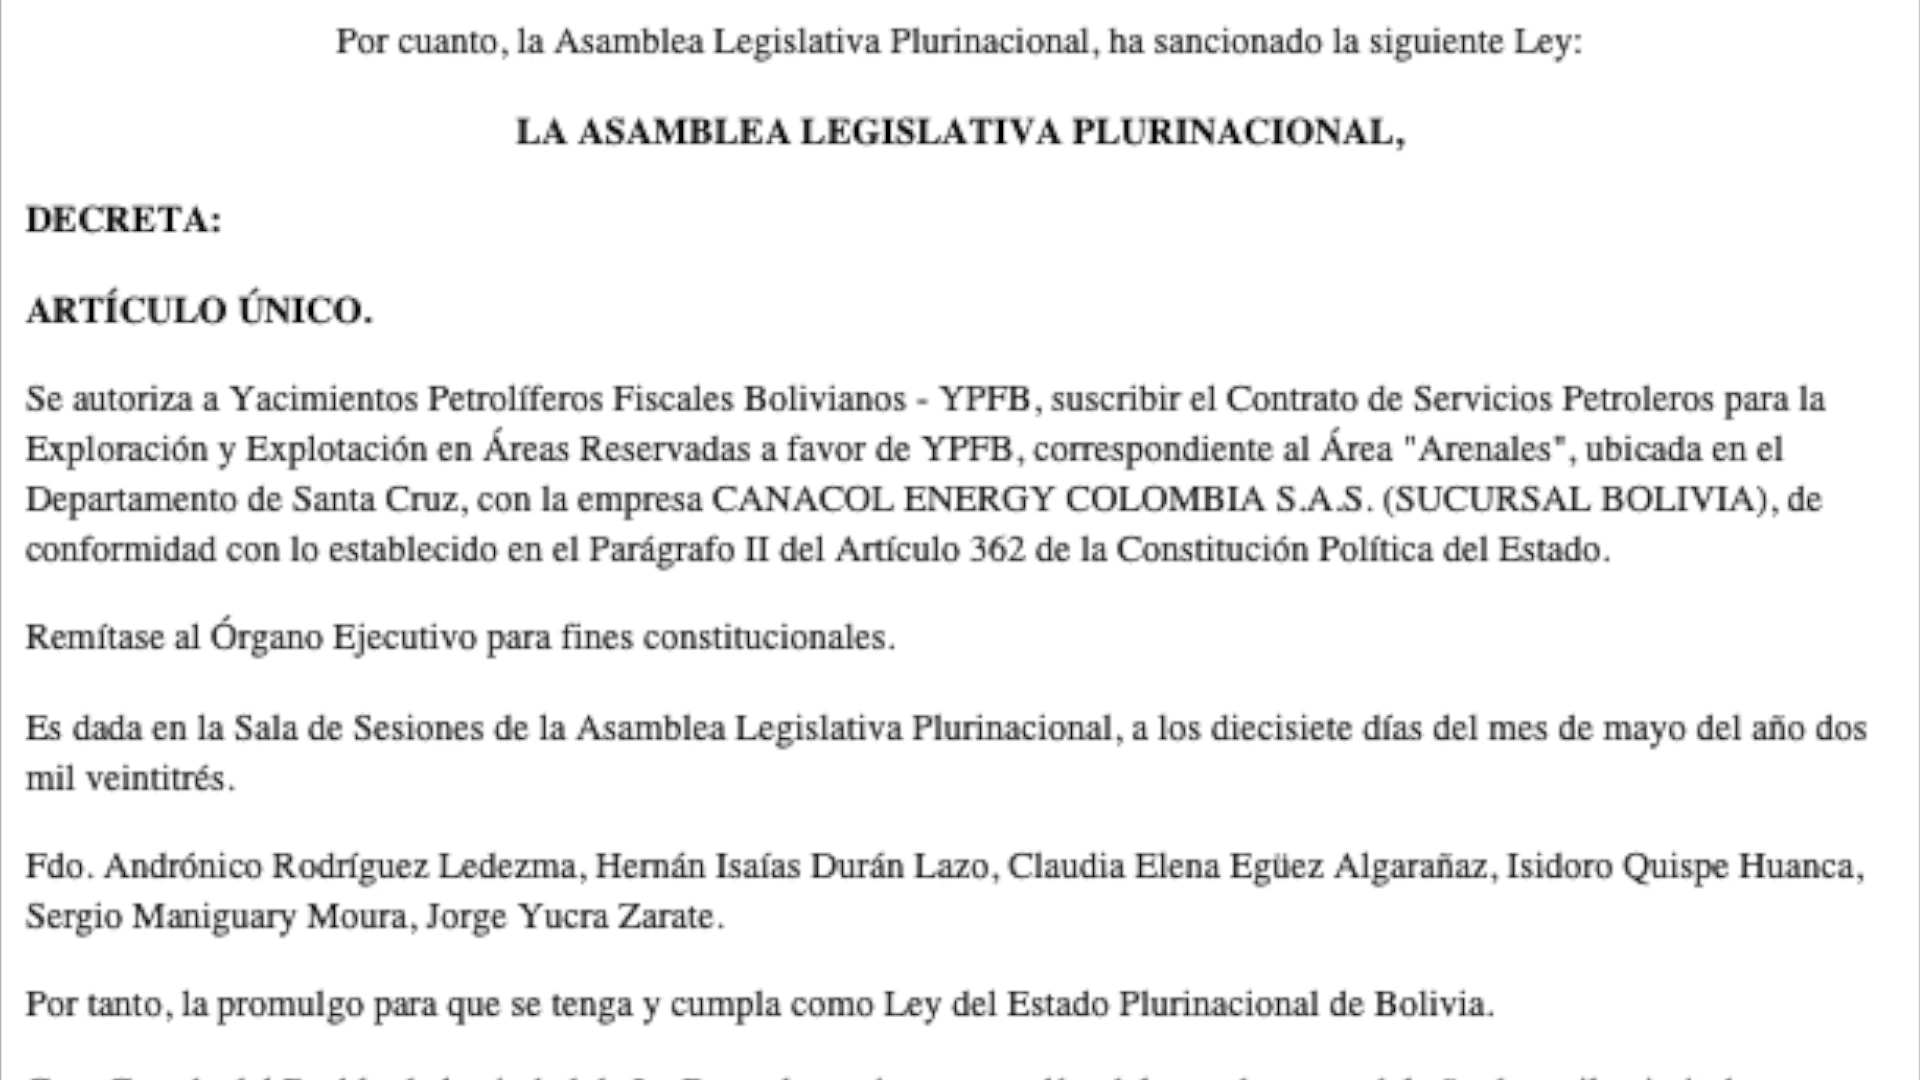 Por cuanto, la Asamblea Legislativa Plurinacional, ha sancionado la siguiente Ley:
LA ASAMBLEA LEGISLATIVA PLURINACIONAL,
DECRETA:
ARTÍCULO ÚNICO.
Se autoriza a Yacimientos Petrolíferos Fiscales Bolivianos - YPFB, suscribir el Contrato de Servicios Petroleros para la
Exploración y Explotación en Áreas Reservadas a favor de YPFB, correspondiente al Área "Arenales", ubicada en el
Departamento de Santa Cruz, con la empresa CANACOL ENERGY COLOMBIA S.A.S. (SUCURSAL BOLIVIA), de
conformidad con lo establecido en el Parágrafo II del Artículo 362 de la Constitución Política del Estado.
Remítase al Órgano Ejecutivo para fines constitucionales.
Es dada en la Sala de Sesiones de la Asamblea Legislativa Plurinacional, a los diecisiete días del mes de mayo del año dos
mil veintitrés.
Fdo. Andrónico Rodríguez Ledezma, Hernán Isaías Durán Lazo, Claudia Elena Egüez Algarañaz, Isidoro Quispe Huanca,
Sergio Maniguary Moura, Jorge Yucra Zarate.
Por tanto, la promulgo para que se tenga y cumpla como Ley del Estado Plurinacional de Bolivia.